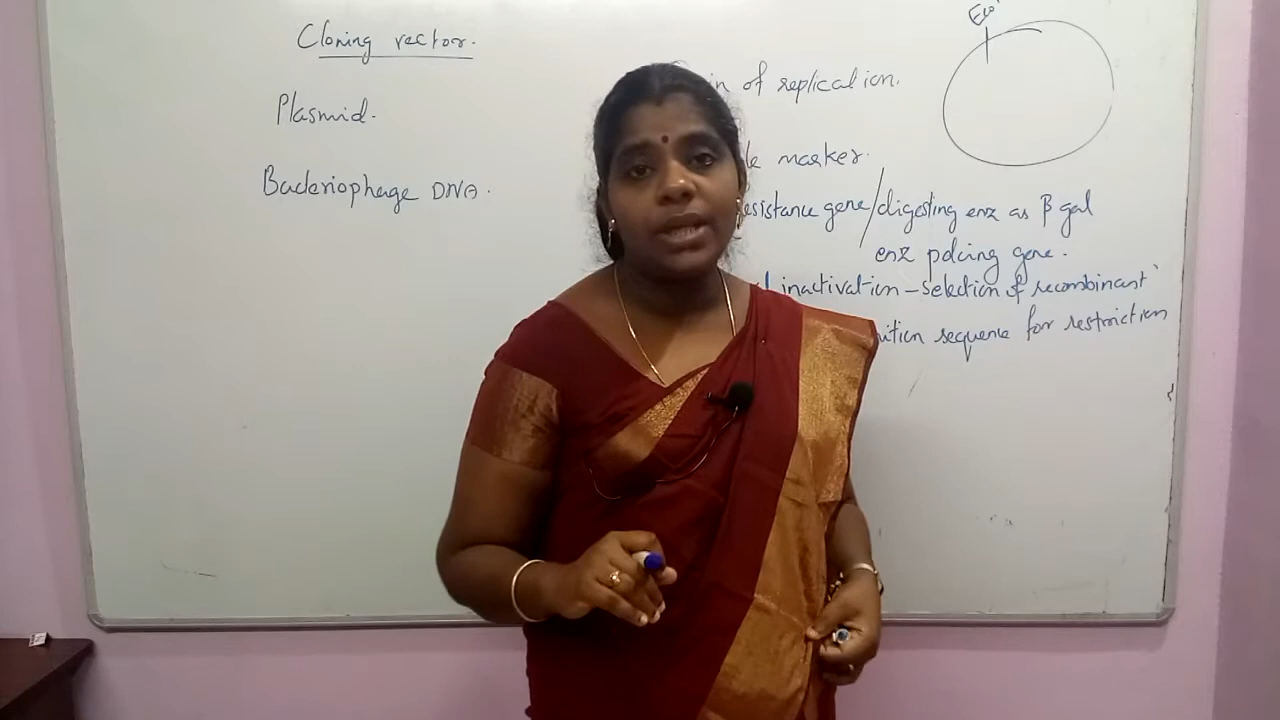 Cloning vector.
Plasmid.
Bacteriophage DNA.
Eco
of replication.
marker.
resistance gene/digesting enz as β gal
enz pdcing gene.
inactivation – Selection of recombinant
sequence for restriction